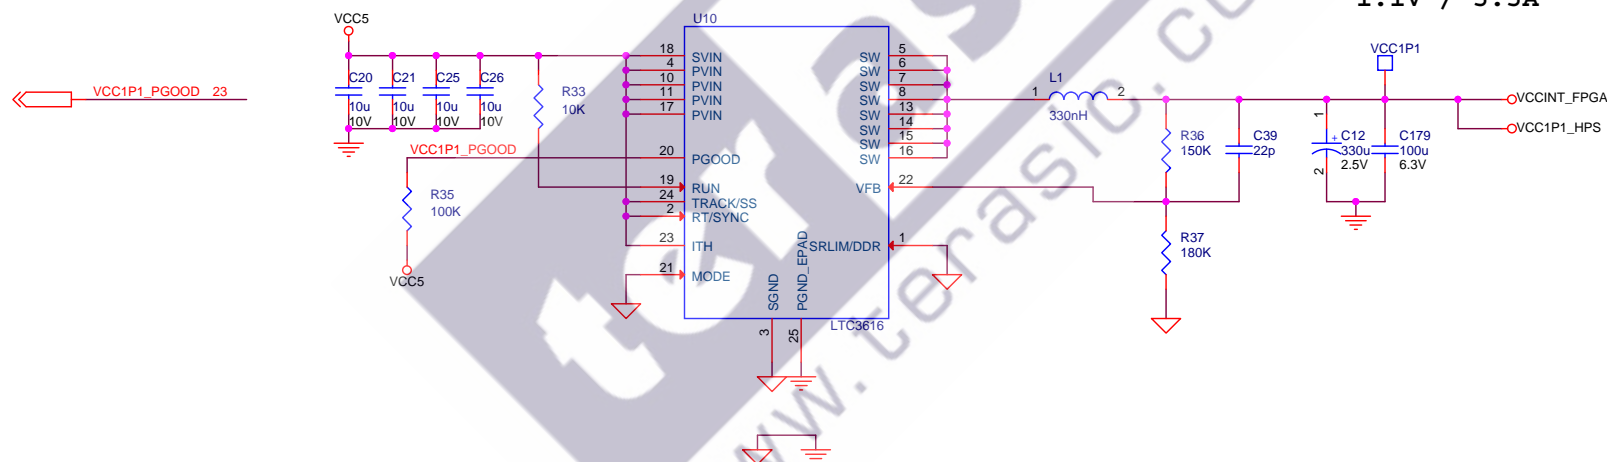 1.1V / 5.5A
VCC1P1_PGOOD 23
VCC5
C20
10u
10V
C21
10u
10V
C25
10u
10V
C26
10u
10V
R33
10K
VCC1P1_PGOOD
R35
100K
VCC5
U10
18 SVIN
4 PVIN
10 PVIN
11 PVIN
17 PVIN
20 PGOOD
19 RUN
24 TRACK/SS
2 RT/SYNC
23 ITH
21 MODE
SW 5
SW 6
SW 7
SW 8
SW 13
SW 14
SW 15
SW 16
VFB 22
SRLIM/DDR 1
SGND 3
PGND_EPAD 25
LTC3616
L1
1 2
330nH
R36
150K
C39
22p
R37
180K
VCC1P1
1
+
2
C12
330u
2.5V
C179
100u
6.3V
VCCINT_FPGA
VCC1P1_HPS
terasic
www.terasic.co